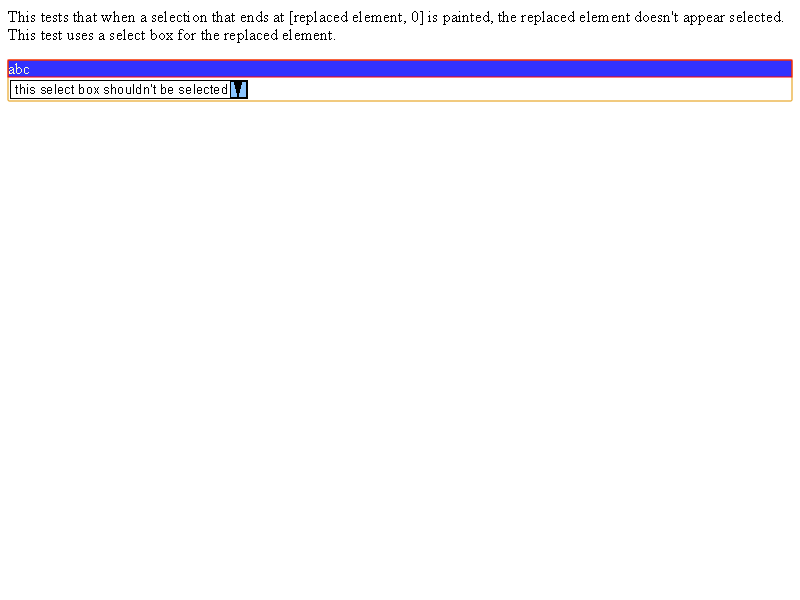 This tests that when a selection that ends at [replaced element, 0] is painted, the replaced element doesn't appear selected.
This test uses a select box for the replaced element.
abc
this select box shouldn't be selected